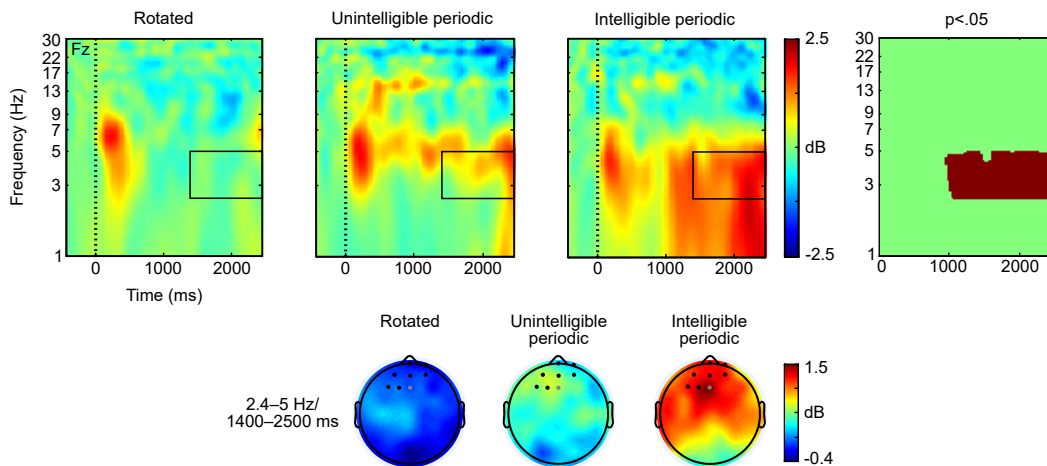 Rotated Unintelligible periodic Intelligible periodic p<.05
Fz
Frequency (Hz)
30
22
17
13
9
7
5
3
1
0 1000 2000
Time (ms)
0 1000 2000
0 1000 2000
2.5
dB
-2.5
30
22
17
13
9
7
5
3
1
0 1000 2000
Rotated
Unintelligible
periodic
Intelligible
periodic
2.4–5 Hz/
1400–2500 ms
1.5
dB
-0.4